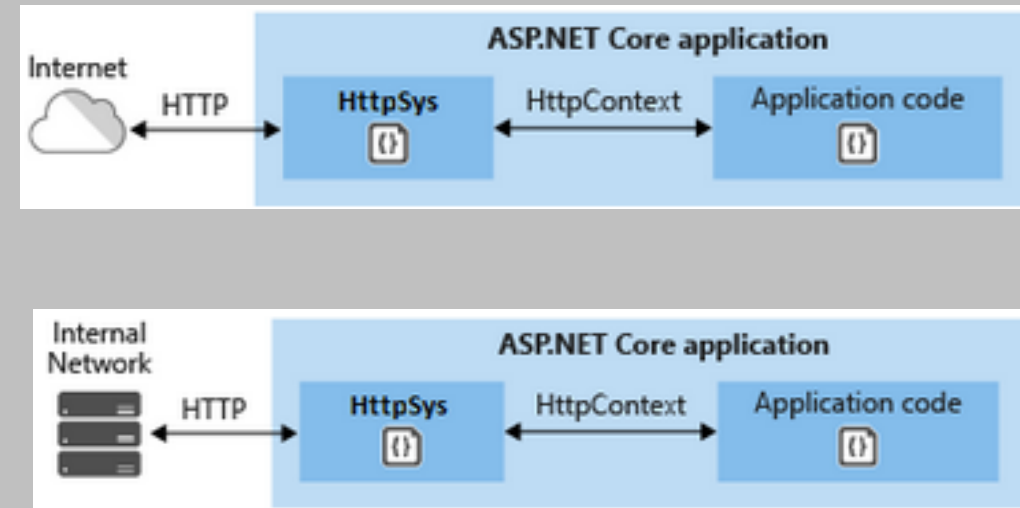 ASP.NET Core application
Internet
HTTP
HttpSys
HttpContext
Application code
{}
{}
Internal
Network
ASP.NET Core application
HTTP
HttpSys
HttpContext
Application code
{}
{}